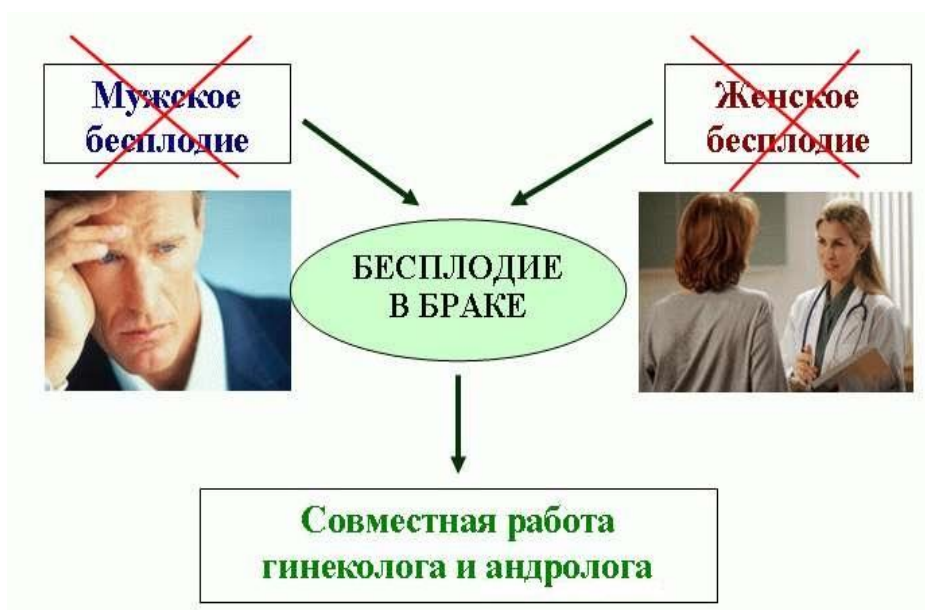 Мужское
бесплодие
Женское
бесплодие
БЕСПЛОДИЕ
В БРАКЕ
Совместная работа
гинеколога и андролога